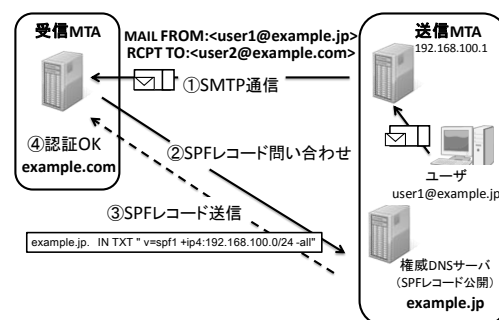 受信MTA
MAIL FROM:<user1@example.jp>
RCPT TO:<user2@example.com>
送信MTA
192.168.100.1
①SMTP通信
④認証OK
example.com
②SPFレコード問い合わせ
ユーザ
user1@example.jp
③SPFレコード送信
example.jp. IN TXT " v=spf1 +ip4:192.168.100.0/24 -all"
権威DNSサーバ
（SPFレコード公開）
example.jp